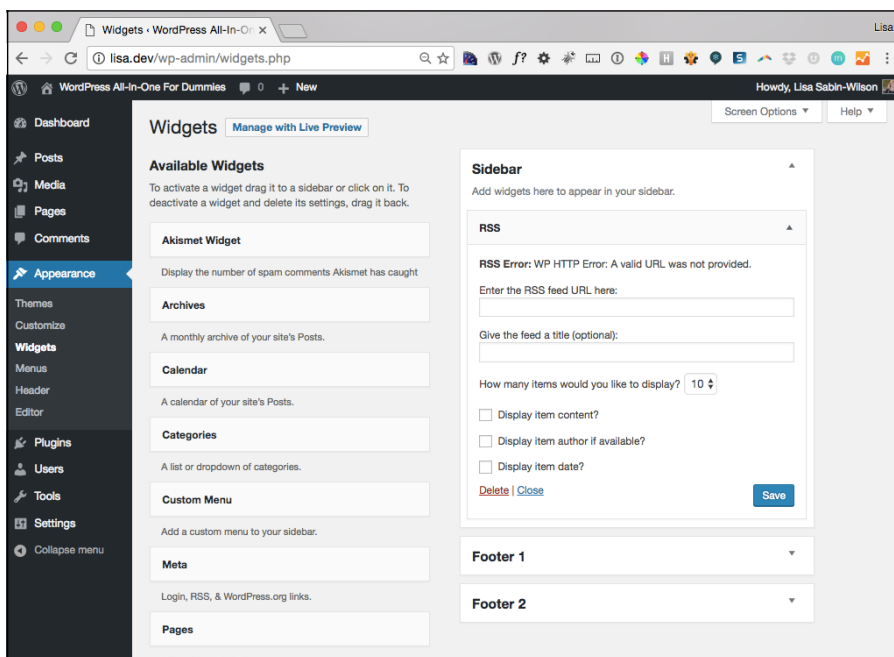 Widgets ‹ WordPress All-In-On
Lisa
lisa.dev/wp-admin/widgets.php
WordPress All-In-One For Dummies 0 + New
Howdy, Lisa Sabin-Wilson
Screen Options
Help
Dashboard
Posts
Media
Pages
Comments
Appearance
Themes
Customize
Widgets
Menus
Header
Editor
Plugins
Users
Tools
Settings
Collapse menu
Widgets
Manage with Live Preview
Available Widgets
To activate a widget drag it to a sidebar or click on it. To
deactivate a widget and delete its settings, drag it back.
Akismet Widget
Display the number of spam comments Akismet has caught
Archives
A monthly archive of your site's Posts.
Calendar
A calendar of your site's Posts.
Categories
A list or dropdown of categories.
Custom Menu
Add a custom menu to your sidebar.
Meta
Login, RSS, & WordPress.org links.
Pages
Sidebar
Add widgets here to appear in your sidebar.
RSS
RSS Error: WP HTTP Error: A valid URL was not provided.
Enter the RSS feed URL here:
Give the feed a title (optional):
How many items would you like to display? 10
Display item content?
Display item author if available?
Display item date?
Delete | Close
Save
Footer 1
Footer 2